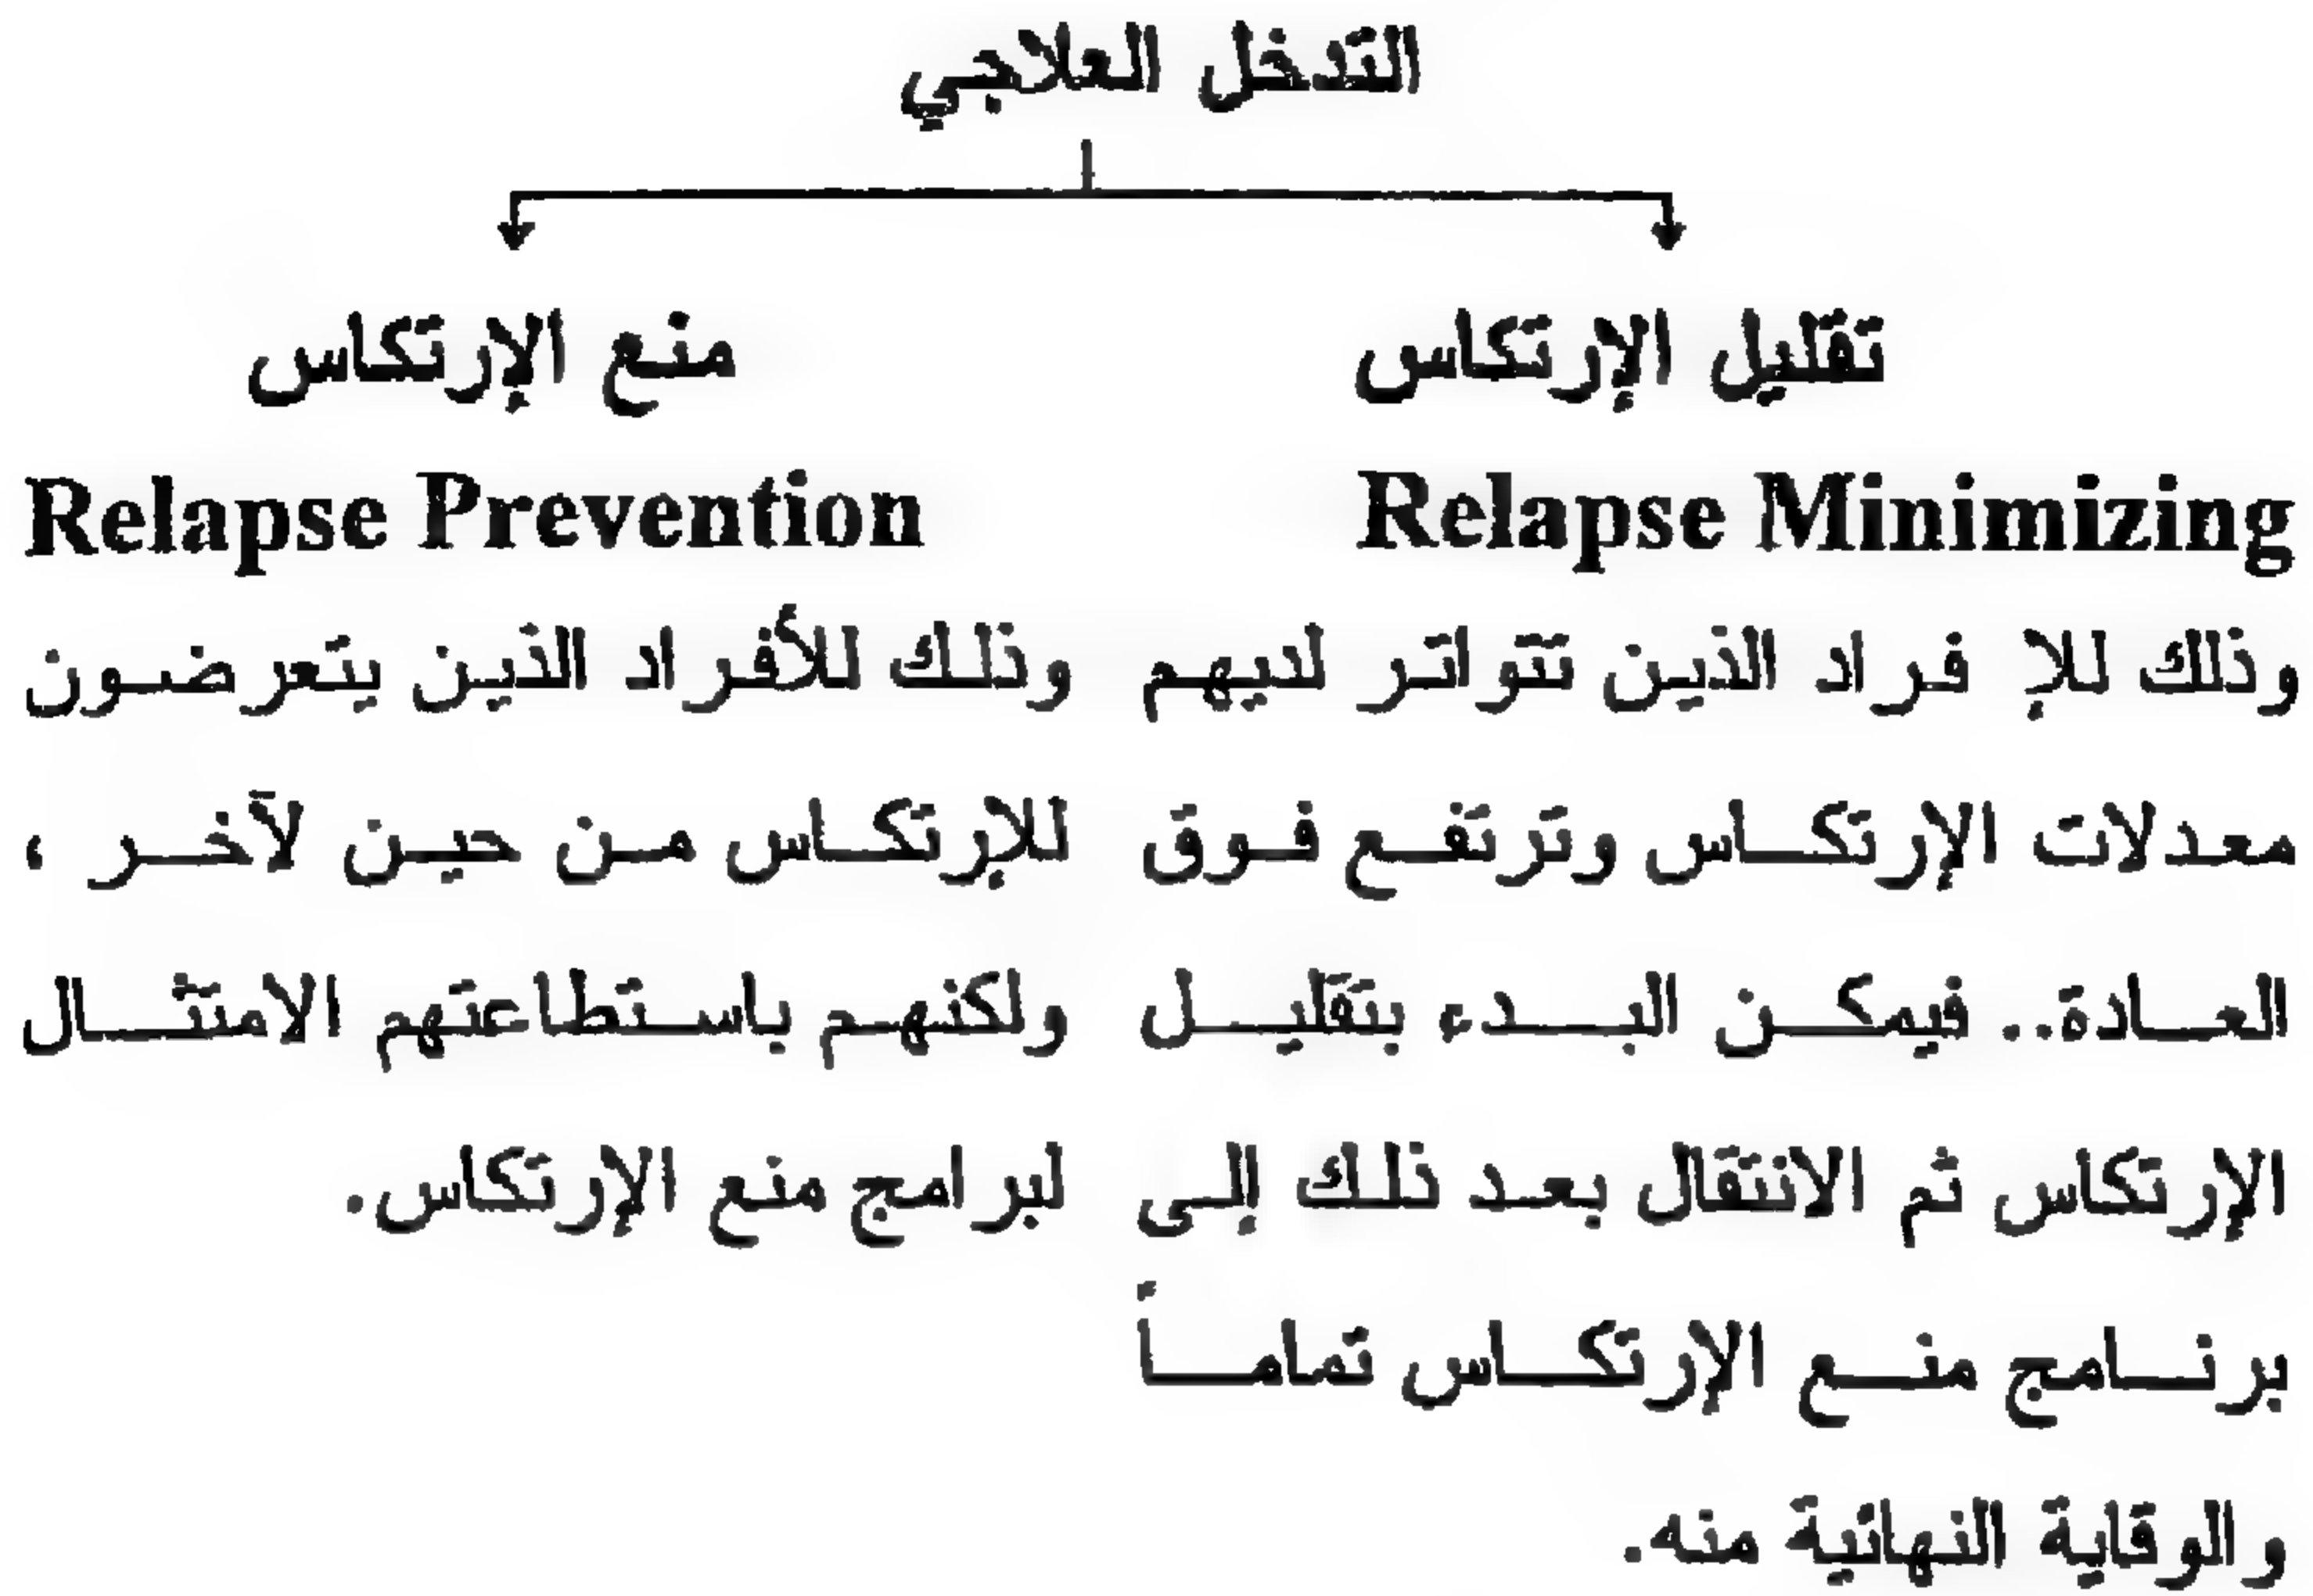 التدخل العلاجي
تقليل الإرتكاس
Relapse Minimizing
وذلك للإ فراد الذين تتواتر لديهم
معدلات الإرتكاس وترتفع فوق
العادة.. فيمكن البدء بتقليل
الإرتكاس ثم الانتقال بعد ذلك إلى
برنامج منع الإرتكاس تماماً
والوقاية النهائية منه.
منع الإرتكاس
Relapse Prevention
وذلك للأفراد الذين يتعرضون
للإرتكاس من حين لآخر ،
ولكنهم باستطاعتهم الامتثال
لبرامج منع الإرتكاس.